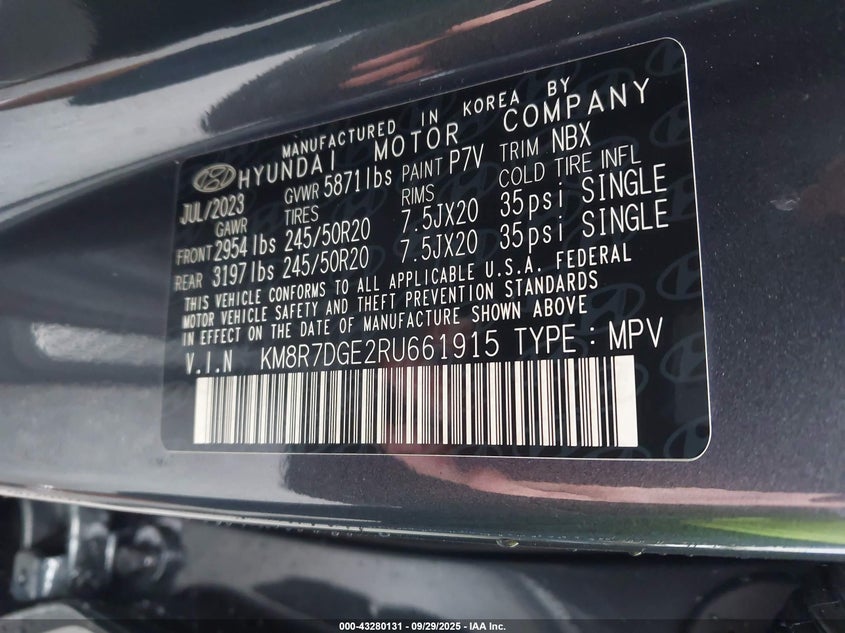 MANUFACTURED IN KOREA BY
HYUNDAI MOTOR COMPANY
JUL/2023 GVWR 5871lbs PAINT P7V TRIM NBX
GAWR TIRES RIMS COLD TIRE INFL
FRONT 2954lbs 245/50R20 7.5JX20 35psi SINGLE
REAR 3197lbs 245/50R20 7.5JX20 35psi SINGLE
THIS VEHICLE CONFORMS TO ALL APPLICABLE U.S.A. FEDERAL
MOTOR VEHICLE SAFETY AND THEFT PREVENTION STANDARDS
IN EFFECT ON THE DATE OF MANUFACTURE SHOWN ABOVE
V.I.N KM8R7DGE2RU661915 TYPE : MPV
000-43280131 - 09/29/2025 - IAA Inc.